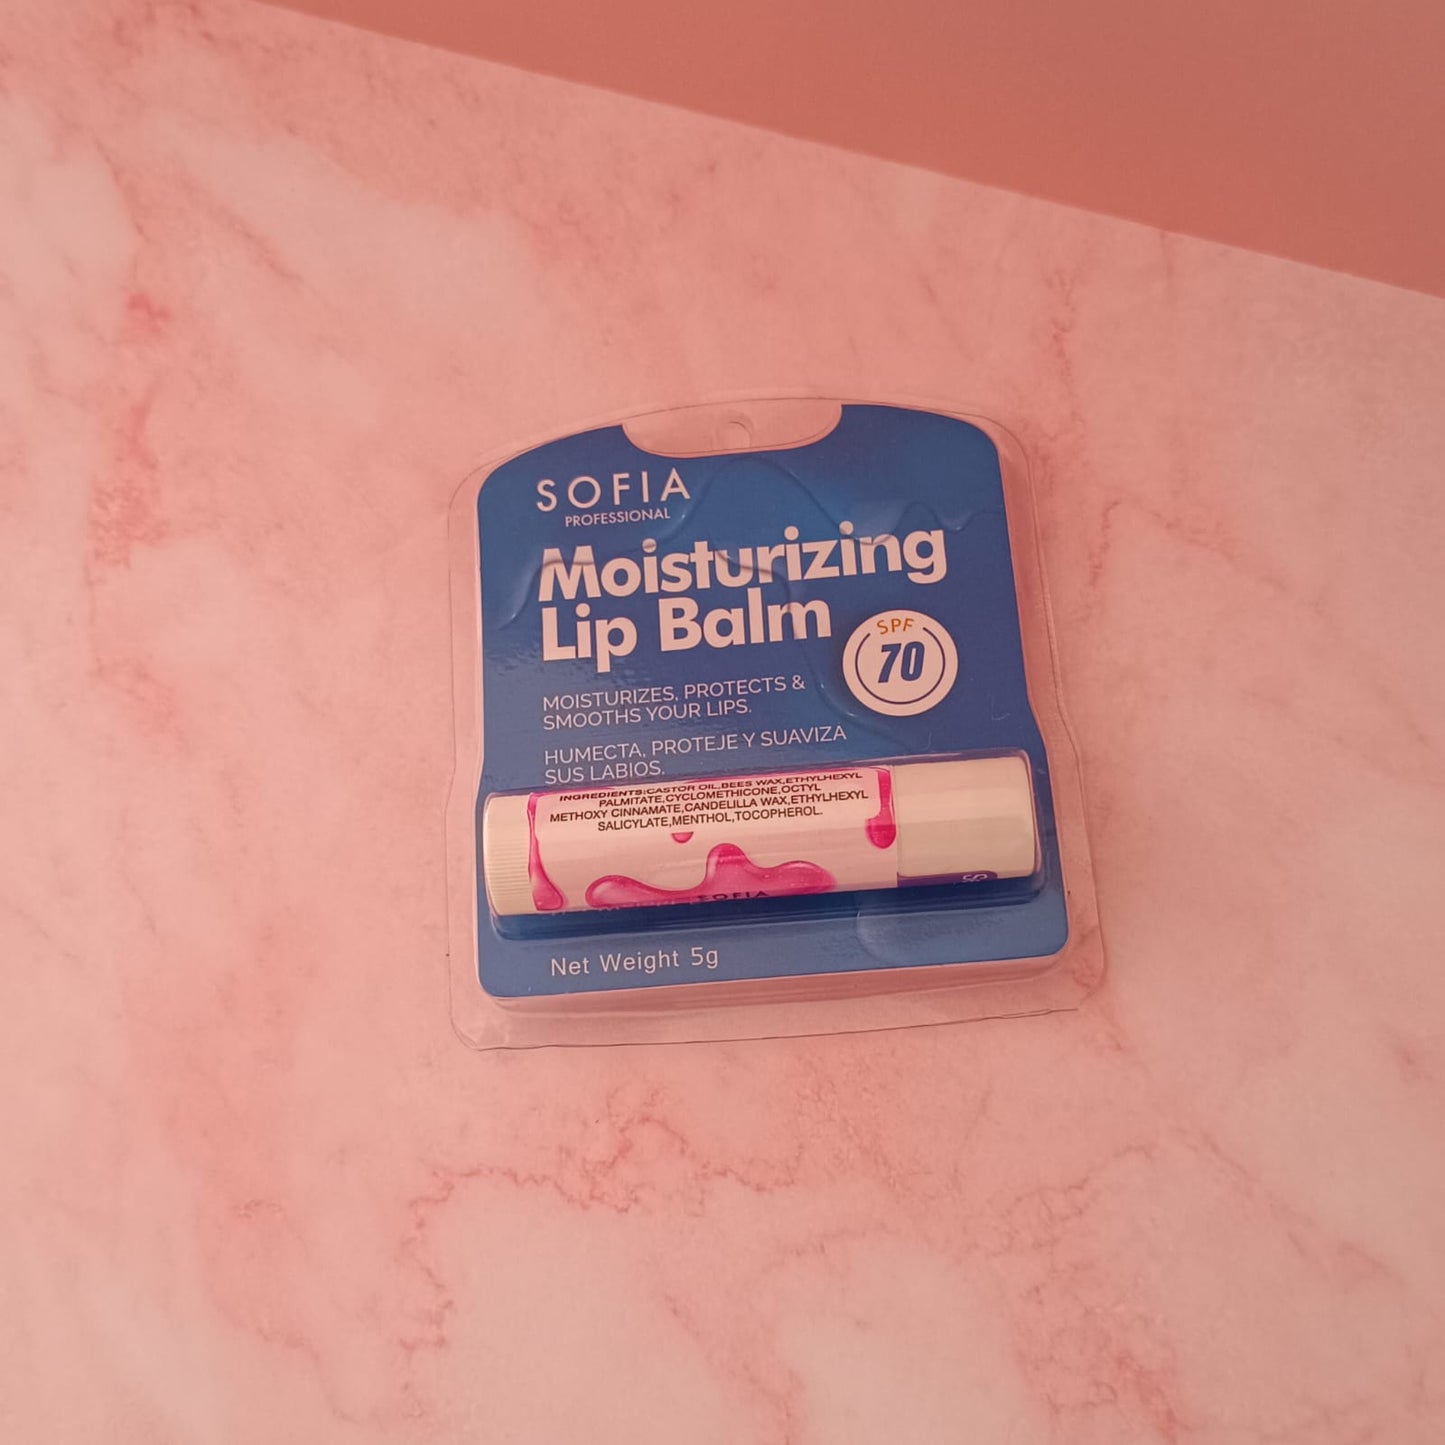 SOFIA
PROFESSIONAL
Moisturizing
Lip Balm
SPF
70
MOISTURIZES, PROTECTS &
SMOOTHS YOUR LIPS.
HUMECTA, PROTEJE Y SUAVIZA
SUS LABIOS.
INGREDIENTS:CASTOR OIL,BEES WAX,ETHYLHEXYL
PALMITATE,CYCLOMETHICONE,OCTYL
METHOXY CINNAMATE,CANDELILLA WAX,ETHYLHEXYL
SALICYLATE,MENTHOL,TOCOPHEROL.
SOFIA
Net Weight 5g